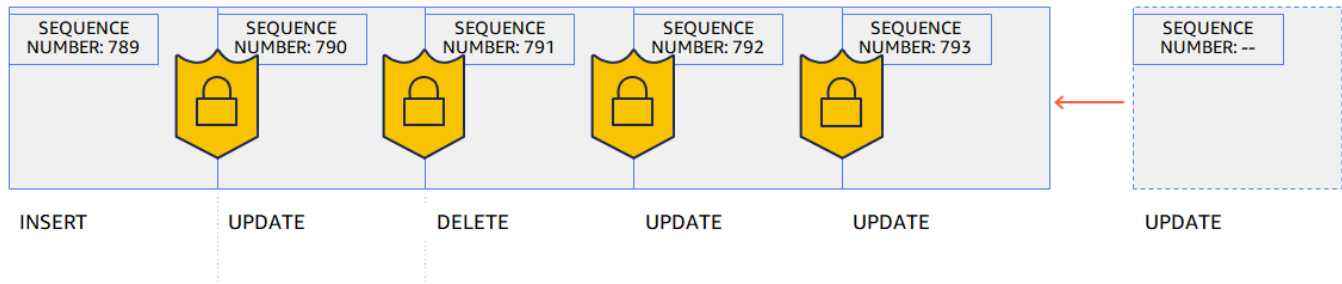 SEQUENCE
NUMBER: 789
SEQUENCE
NUMBER: 790
SEQUENCE
NUMBER: 791
SEQUENCE
NUMBER: 792
SEQUENCE
NUMBER: 793
SEQUENCE
NUMBER: --
INSERT
UPDATE
DELETE
UPDATE
UPDATE
UPDATE